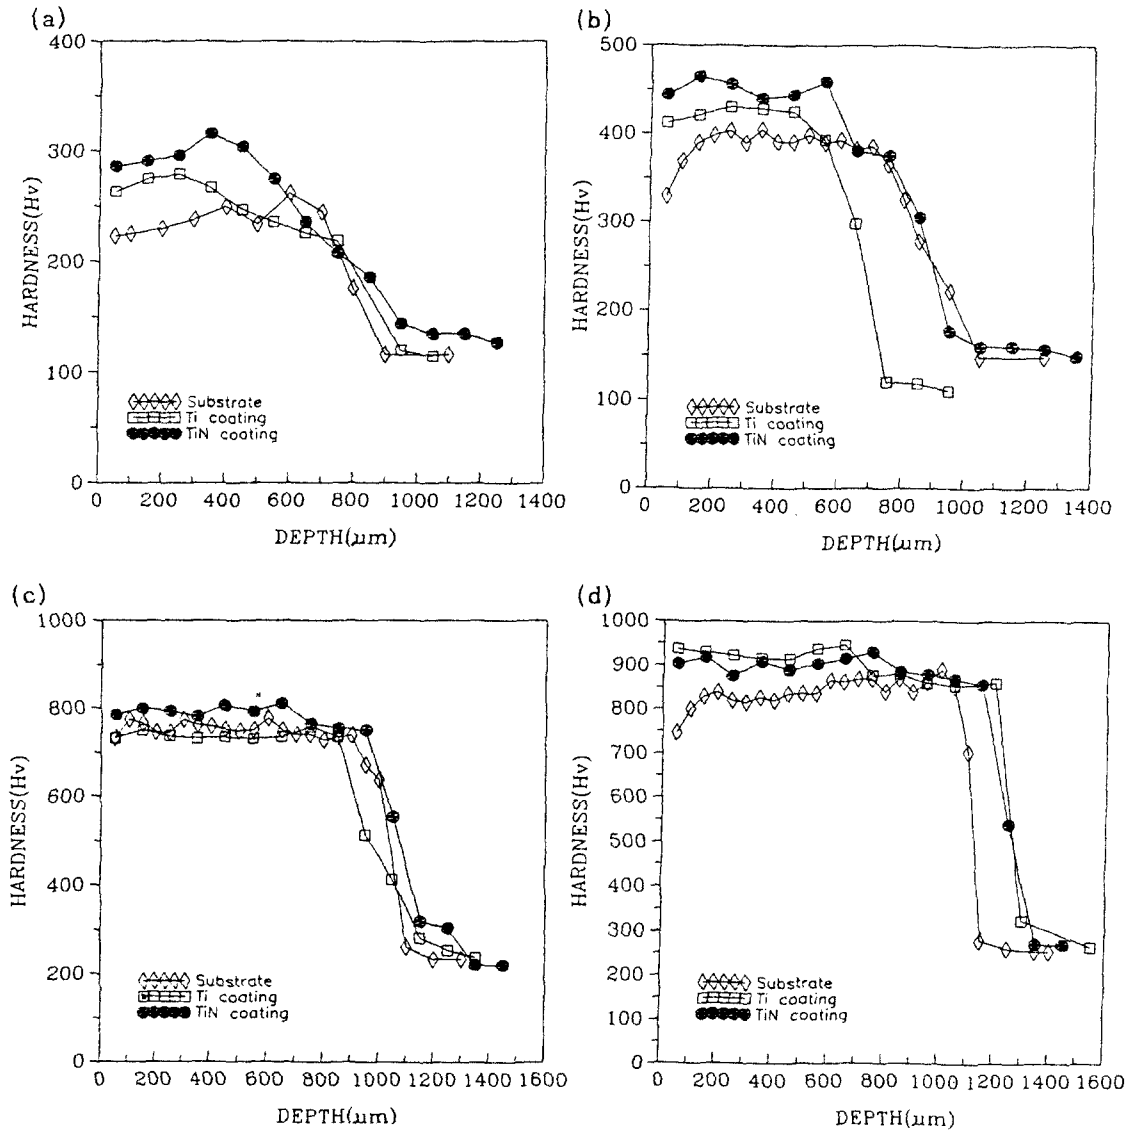 (a)
400
300
200
100
0
HARDNESS(Hv)
Substrate
Ti coating
TiN coating
0 200 400 600 800 1000 1200 1400
DEPTH(μm)
(b)
500
400
300
200
100
0
HARDNESS(Hv)
Substrate
Ti coating
TiN coating
0 200 400 600 800 1000 1200 1400
DEPTH(μm)
(c)
1000
800
600
400
200
0
HARDNESS(Hv)
Substrate
Ti coating
TiN coating
0 200 400 600 800 1000 1200 1400 1600
DEPTH(μm)
(d)
1000
900
800
700
600
500
400
300
200
100
0
HARDNESS(Hv)
Substrate
Ti coating
TiN coating
0 200 400 600 800 1000 1200 1400 1600
DEPTH(μm)